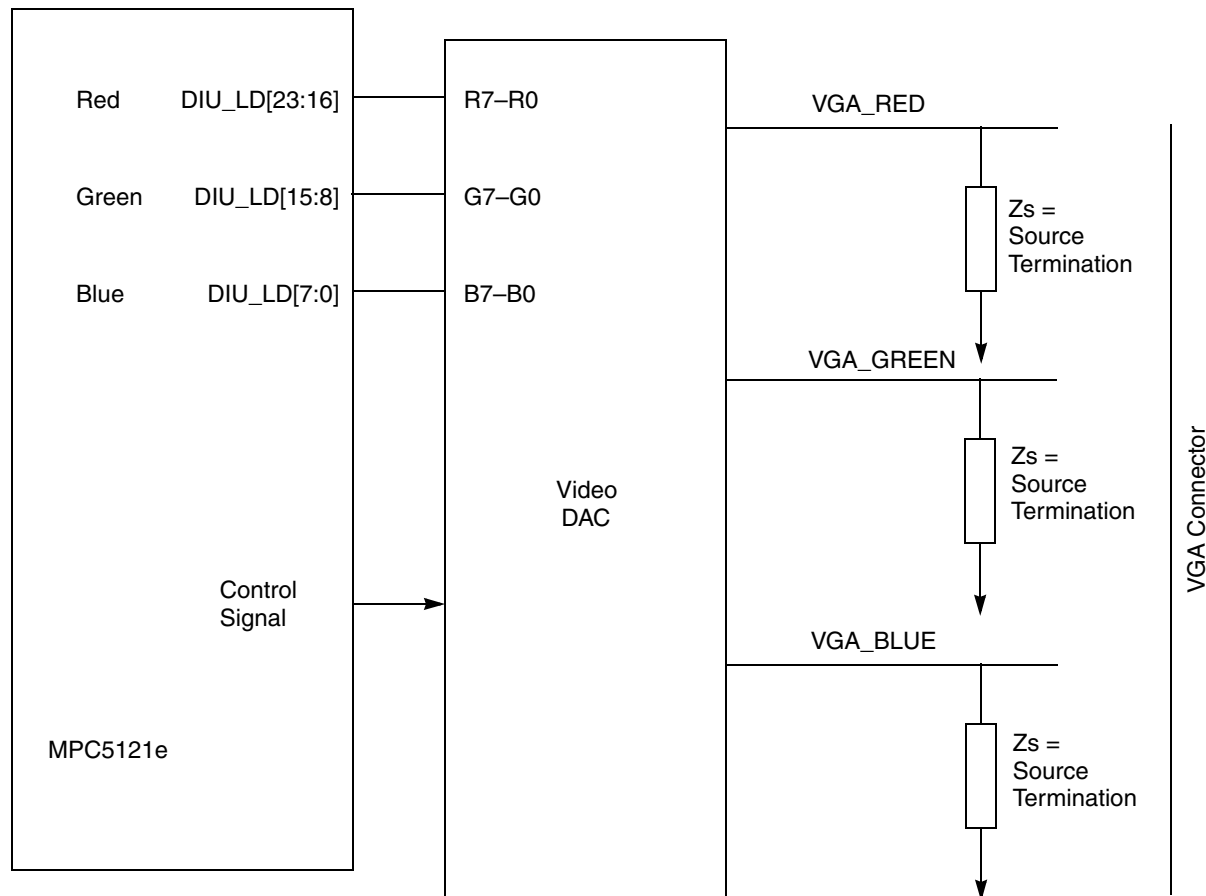 Red DIU_LD[23:16]
R7–R0
VGA_RED
Green DIU_LD[15:8]
G7–G0
Zs =
Source
Termination
Blue DIU_LD[7:0]
B7–B0
VGA_GREEN
Zs =
Source
Termination
Video
DAC
VGA Connector
Control
Signal
VGA_BLUE
MPC5121e
Zs =
Source
Termination